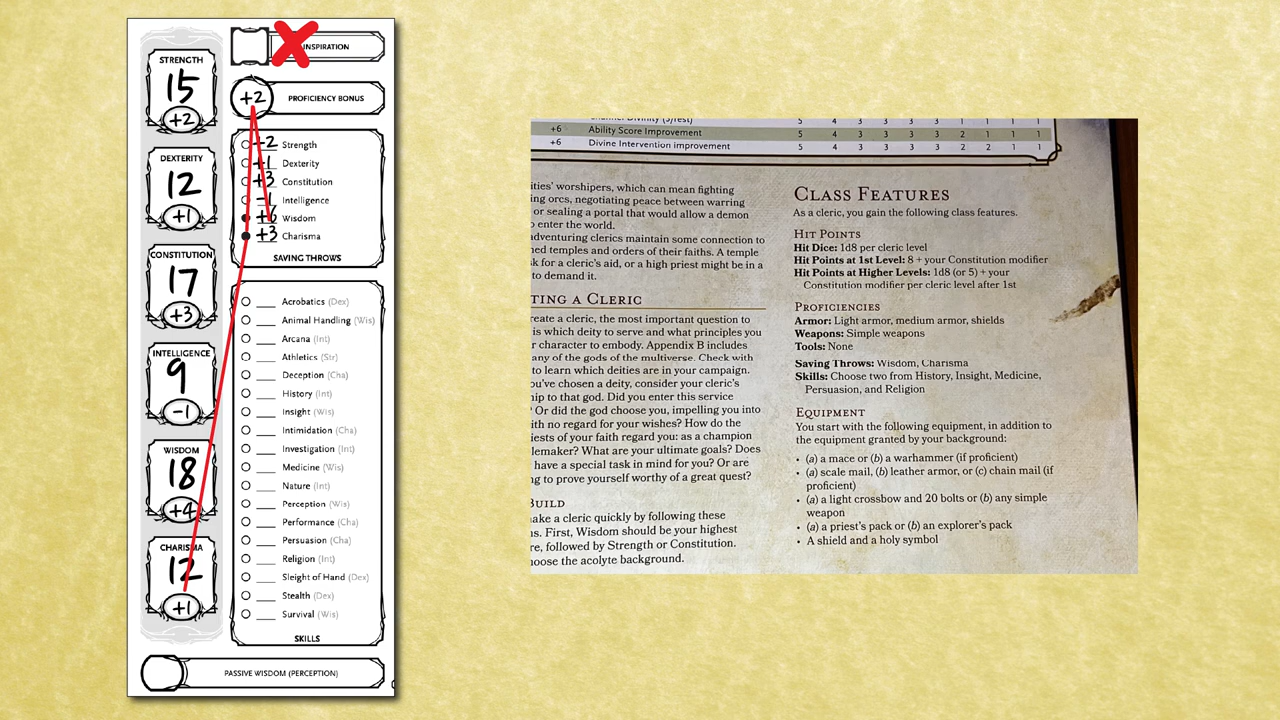 STRENGTH
15
+2
DEXTERITY
12
+1
CONSTITUTION
17
+3
INTELLIGENCE
9
-1
WISDOM
18
+4
CHARISMA
12
+1
INSPIRATION
+2 PROFICIENCY BONUS
Strength
+1 Dexterity
+3 Constitution
-1 Intelligence
Wisdom
+3 Charisma
SAVING THROWS
Acrobatics (Dex)
Animal Handling (Wis)
Arcana (Int)
Athletics (Str)
Deception (Cha)
History (Int)
Insight (Wis)
Intimidation (Cha)
Investigation (Int)
Medicine (Wis)
Nature (Int)
Perception (Wis)
Performance (Cha)
Persuasion (Cha)
Religion (Int)
Sleight of Hand (Dex)
Stealth (Dex)
Survival (Wis)
SKILLS
PASSIVE WISDOM (PERCEPTION)
+6 Ability Score Improvement 5 4 3 3 3 2 1 1 1
+6 Divine Intervention improvement 5 4 3 3 3 2 2 1 1
ities' worshipers, which can mean fighting
ing orcs, negotiating peace between warring
or sealing a portal that would allow a demon
o enter the world.
adventuring clerics maintain some connection to
ned temples and orders of their faiths. A temple
sk for a cleric's aid, or a high priest might be in a
to demand it.
TING A CLERIC
reate a cleric, the most important question to
is which deity to serve and what principles you
r character to embody. Appendix B includes
any of the gods of the multiverse. Check with
to learn which deities are in your campaign.
ou've chosen a deity, consider your cleric's
hip to that god. Did you enter this service
? Or did the god choose you, impelling you into
ith no regard for your wishes? How do the
iests of your faith regard you: as a champion
lemaker? What are your ultimate goals? Does
have a special task in mind for you? Or are
ng to prove yourself worthy of a great quest?
BUILD
ake a cleric quickly by following these
ns. First, Wisdom should be your highest
re, followed by Strength or Constitution.
hoose the acolyte background.
CLASS FEATURES
As a cleric, you gain the following class features.
HIT POINTS
Hit Dice: 1d8 per cleric level
Hit Points at 1st Level: 8 + your Constitution modifier
Hit Points at Higher Levels: 1d8 (or 5) + your
Constitution modifier per cleric level after 1st
PROFICIENCIES
Armor: Light armor, medium armor, shields
Weapons: Simple weapons
Tools: None
Saving Throws: Wisdom, Charisma
Skills: Choose two from History, Insight, Medicine,
Persuasion, and Religion
EQUIPMENT
You start with the following equipment, in addition to
the equipment granted by your background:
• (a) a mace or (b) a warhammer (if proficient)
• (a) scale mail, (b) leather armor, or (c) chain mail (if
proficient)
• (a) a light crossbow and 20 bolts or (b) any simple
weapon
• (a) a priest's pack or (b) an explorer's pack
• A shield and a holy symbol